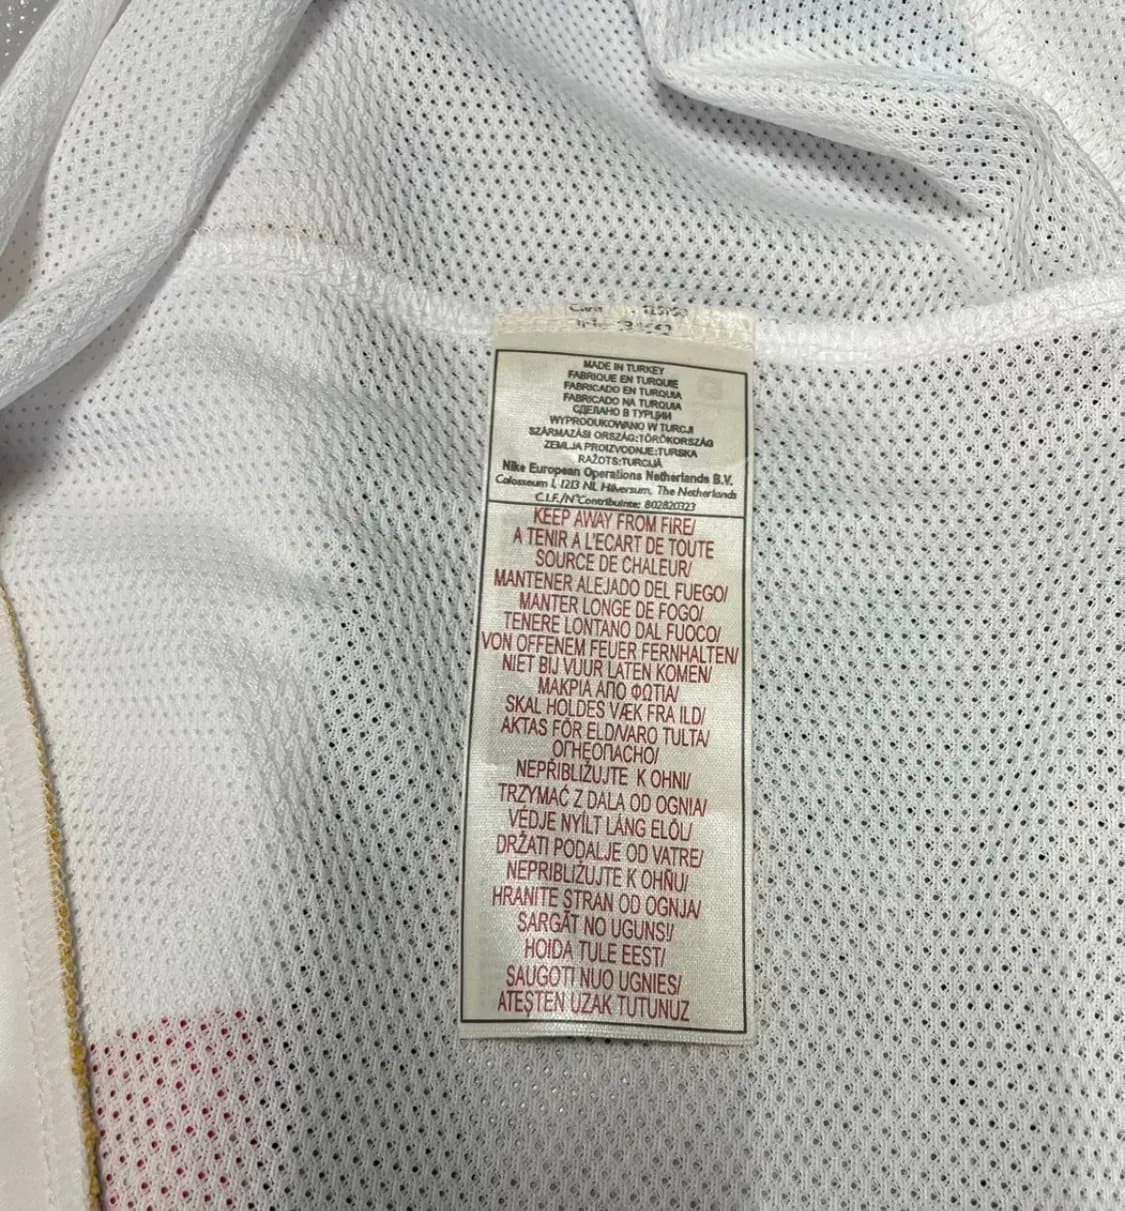 MADE IN TURKEY
FABRIQUE EN TURQUIE
FABRICADO EN TURQUIA
FABRICADO NA TURQUIA
СДЕЛАНО В ТУРЦИИ
WYPRODUKOWANO W TURCJI
SZÁRMAZÁSI ORSZÁG:TÖRÖKORSZÁG
ZEMLJA PROIZVODNJE:TURSKA
RAŽOTS:TURCIJĀ
Nike European Operations Netherlands B.V.
Colosseum 1, 1213 NL Hilversum, The Netherlands
C.I.F./N°Contribuinte: 802820323
KEEP AWAY FROM FIRE/
A TENIR A L'ECART DE TOUTE
SOURCE DE CHALEUR/
MANTENER ALEJADO DEL FUEGO/
MANTER LONGE DE FOGO/
TENERE LONTANO DAL FUOCO/
VON OFFENEM FEUER FERNHALTEN/
NIET BIJ VUUR LATEN KOMEN/
ΜΑΚΡΙΑ ΑΠΟ ΦΩΤΙΑ/
SKAL HOLDES VÆK FRA ILD/
AKTAS FÖR ELD/VARO TULTA/
ОГНЕОПАСНО/
NEPŘIBLIŽUJTE K OHNI/
TRZYMAĆ Z DALA OD OGNIA/
VÉDJE NYÍLT LÁNG ELŐL/
DRŽATI PODALJE OD VATRE/
NEPRIBLIŽUJTE K OHŇU/
HRANITE STRAN OD OGNJA/
SARGĀT NO UGUNS!/
HOIDA TULE EEST/
SAUGOTI NUO UGNIES/
ATEŞTEN UZAK TUTUNUZ